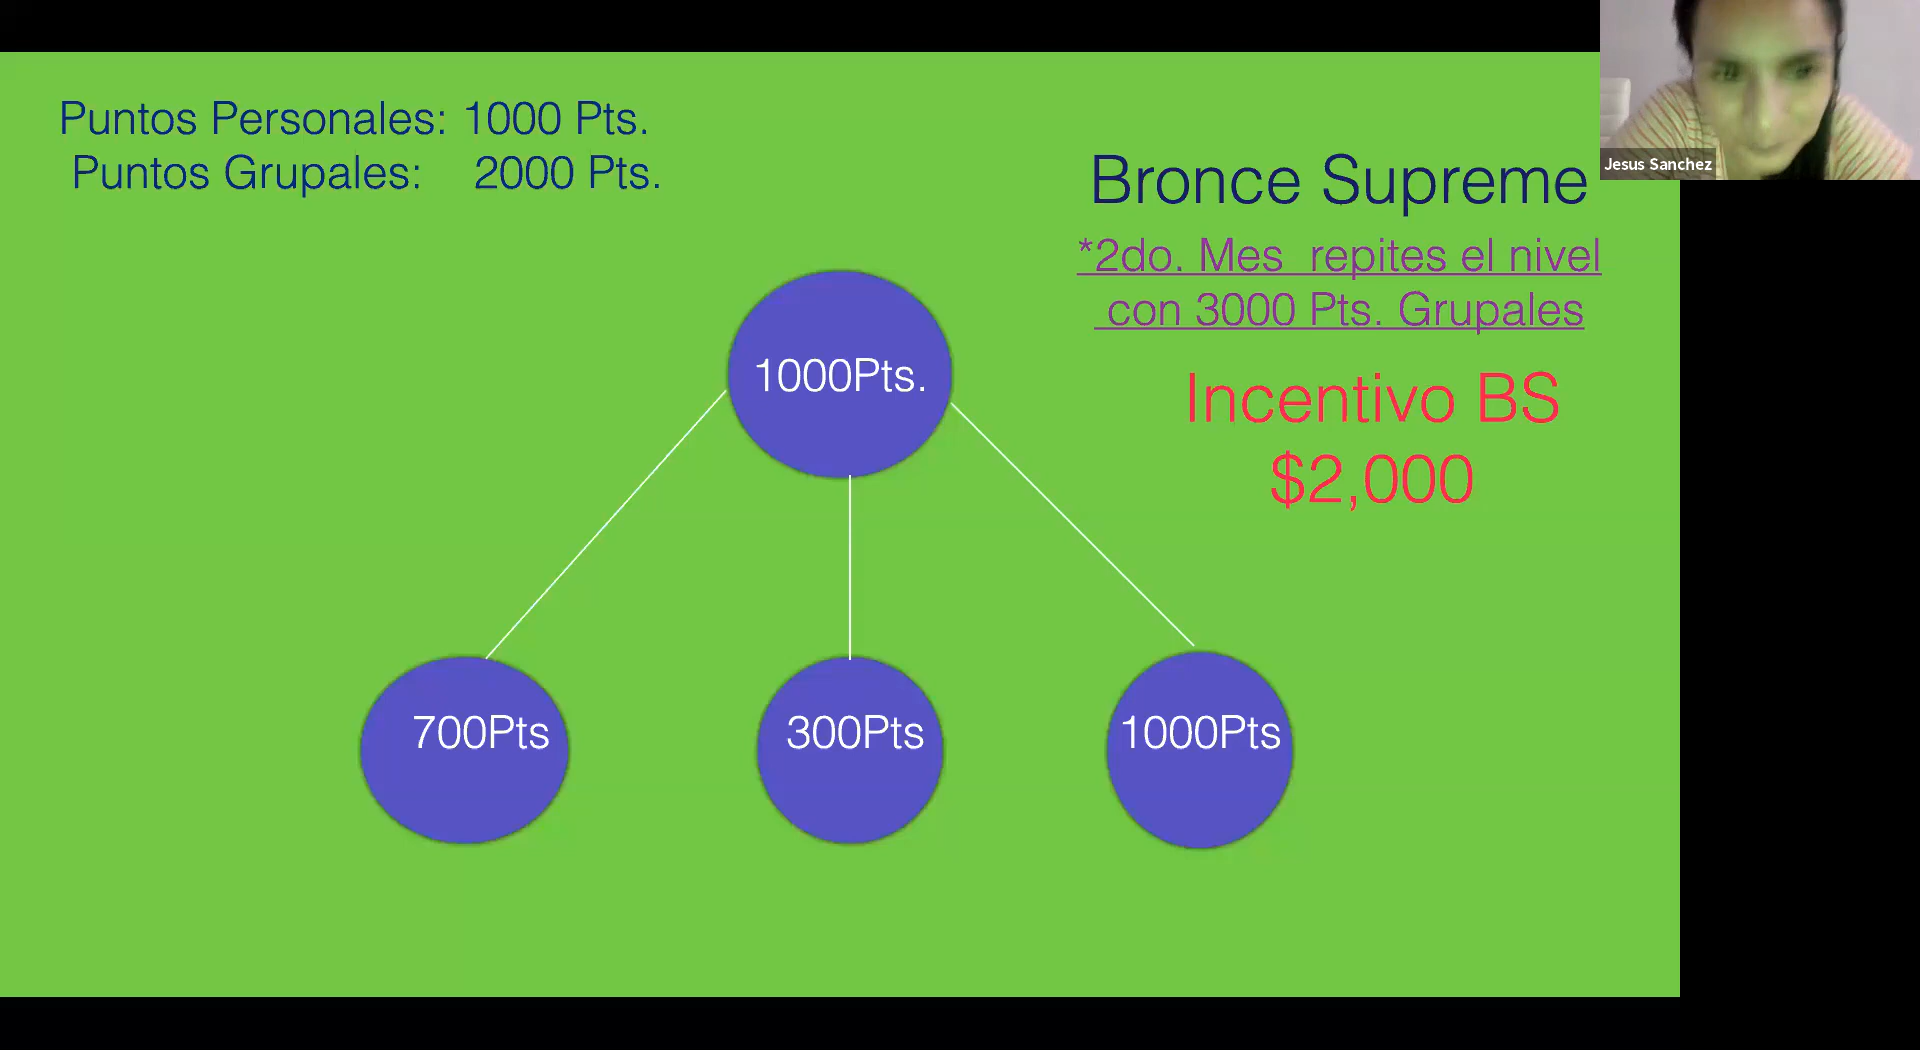 Puntos Personales: 1000 Pts.
Puntos Grupales: 2000 Pts.
Jesus Sanchez
Bronce Supreme
*2do. Mes repites el nivel
con 3000 Pts. Grupales
Incentivo BS
$2,000
1000Pts.
700Pts
300Pts
1000Pts